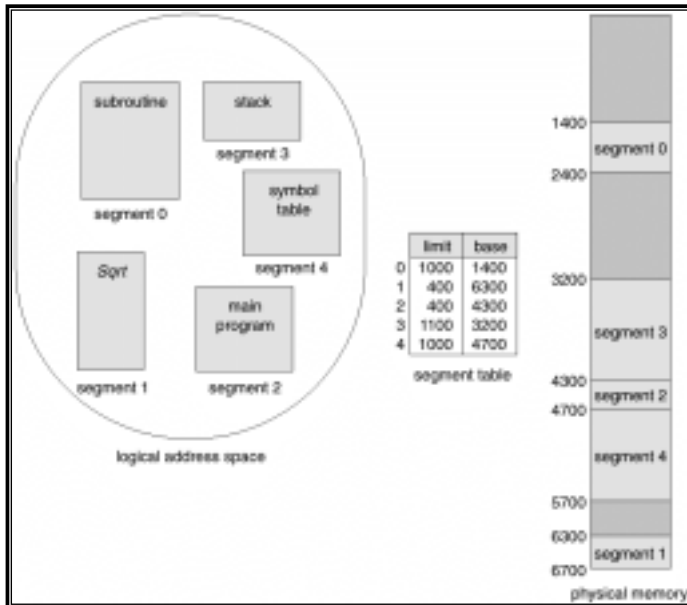 subroutine
segment 0
stack
segment 3
symbol
table
segment 4
Sqrt
segment 1
main
program
segment 2
logical address space
limit base
0 1000 1400
1 400 6300
2 400 4300
3 1100 3200
4 1000 4700
segment table
1400
segment 0
2400
3200
segment 3
4300
segment 2
4700
segment 4
5700
6300
segment 1
6700
physical memory